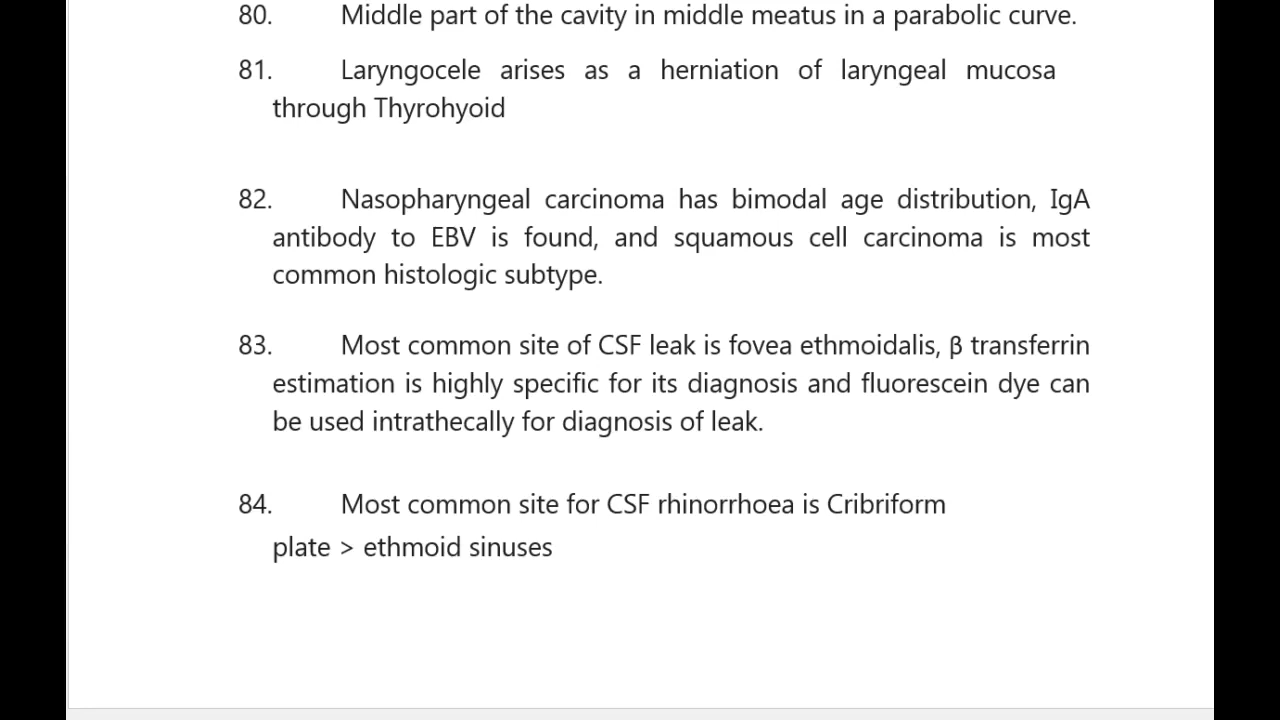 80. Middle part of the cavity in middle meatus in a parabolic curve.
81. Laryngocele arises as a herniation of laryngeal mucosa
through Thyrohyoid
82. Nasopharyngeal carcinoma has bimodal age distribution, IgA
antibody to EBV is found, and squamous cell carcinoma is most
common histologic subtype.
83. Most common site of CSF leak is fovea ethmoidalis, β transferrin
estimation is highly specific for its diagnosis and fluorescein dye can
be used intrathecally for diagnosis of leak.
84. Most common site for CSF rhinorrhoea is Cribriform
plate > ethmoid sinuses